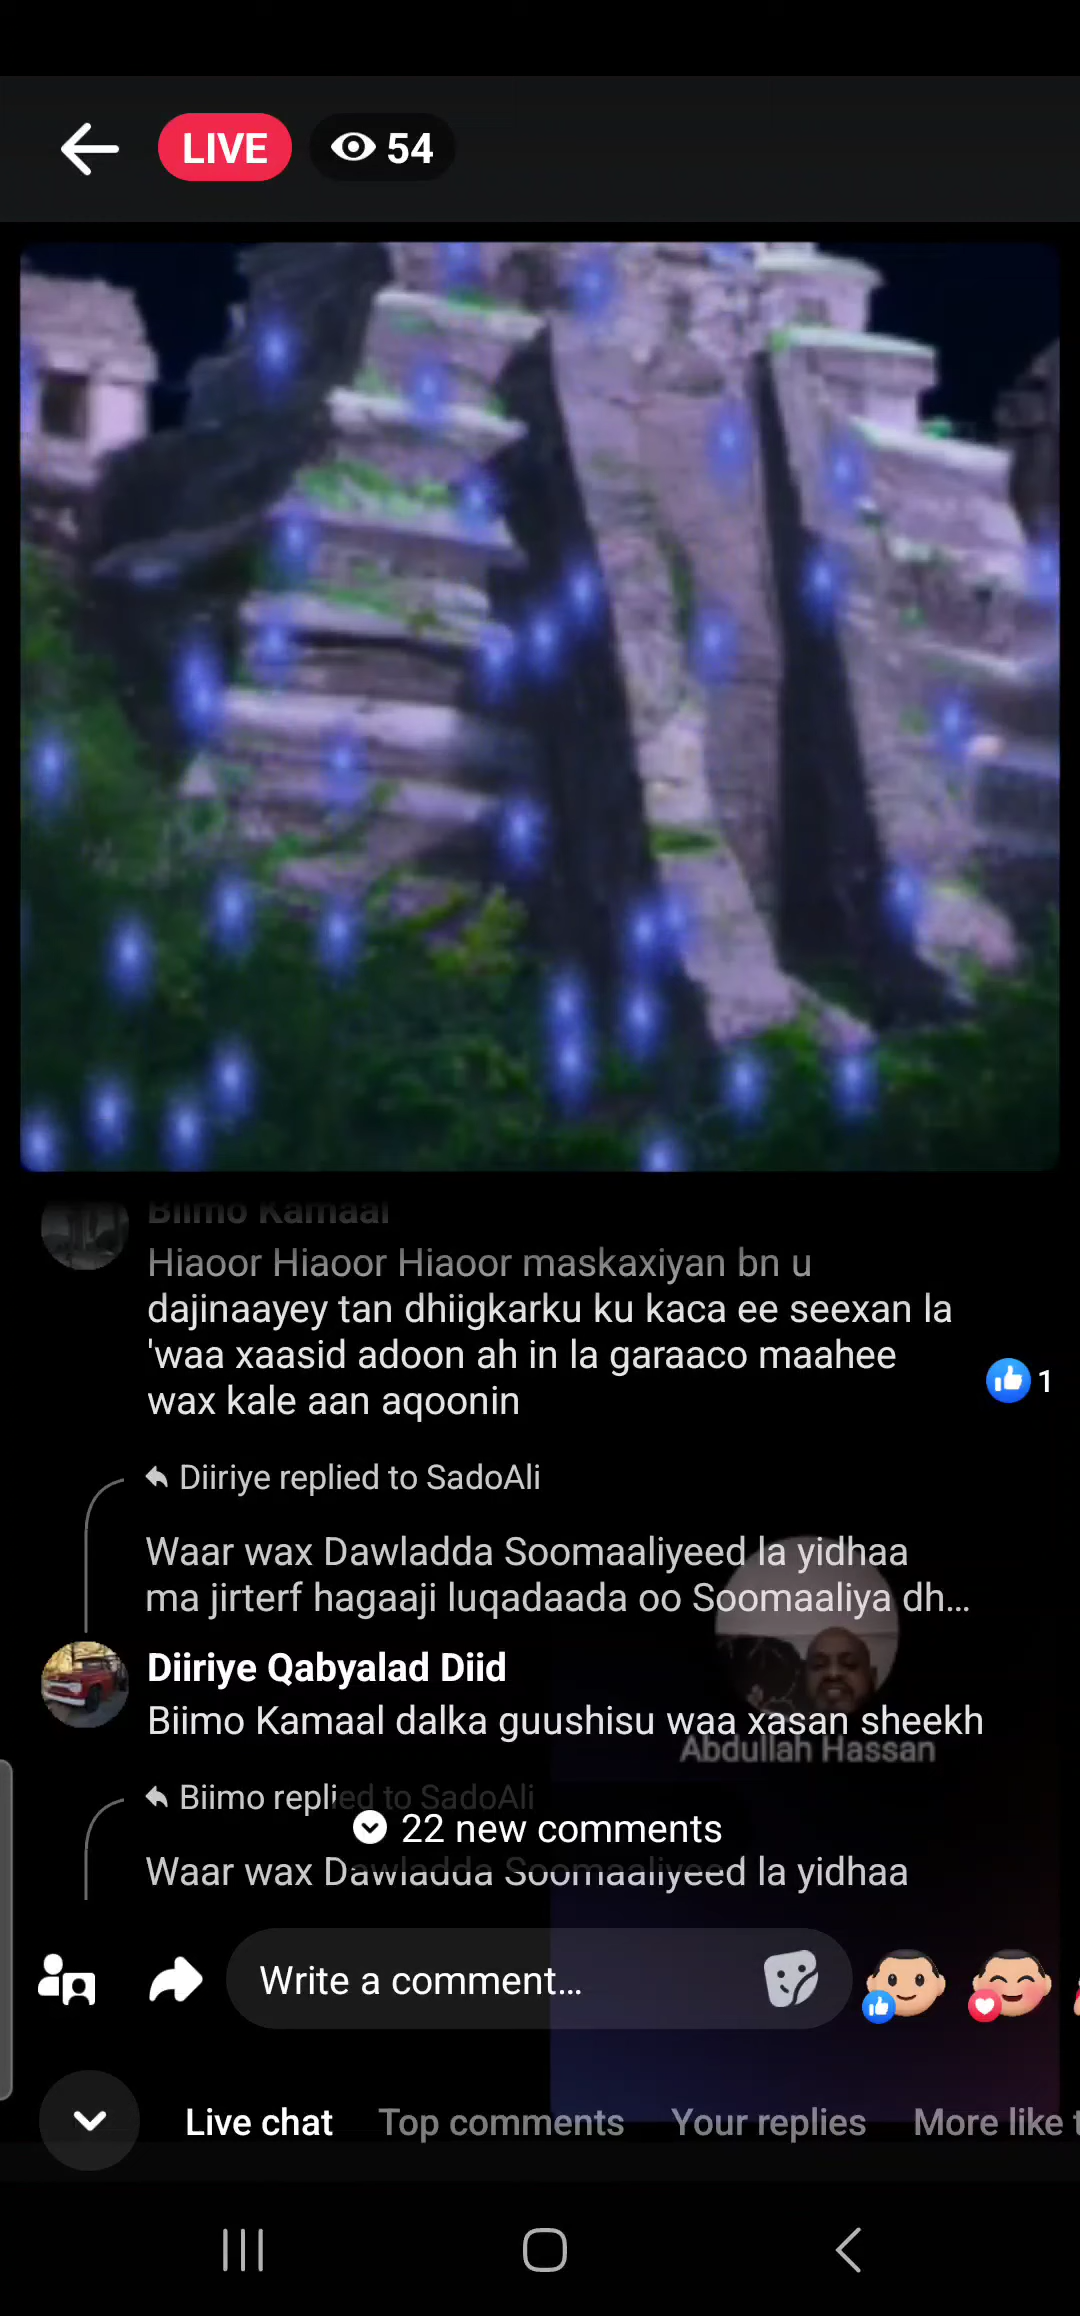 LIVE
54
Biimo Kamaal
Hiaoor Hiaoor Hiaoor maskaxiyan bn u
dajinaayey tan dhiigkarku ku kaca ee seexan la
'waa xaasid adoon ah in la garaaco maahee
wax kale aan aqoonin
1
Diiriye replied to SadoAli
Waar wax Dawladda Soomaaliyeed la yidhaa
ma jirterf hagaaji luqadaada oo Soomaaliya dh...
Diiriye Qabyalad Diid
Biimo Kamaal dalka guushisu waa xasan sheekh
Abdullah Hassan
Biimo replied to SadoAli
22 new comments
Waar wax Dawladda Soomaaliyeed la yidhaa
Write a comment...
Live chat
Top comments
Your replies
More like t